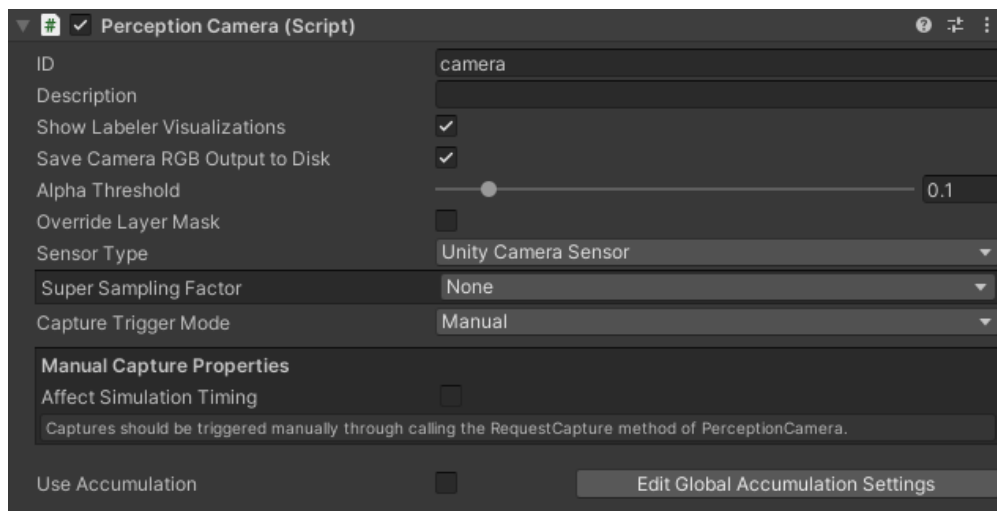 # Perception Camera (Script)
ID camera
Description
Show Labeler Visualizations
Save Camera RGB Output to Disk
Alpha Threshold 0.1
Override Layer Mask
Sensor Type Unity Camera Sensor
Super Sampling Factor None
Capture Trigger Mode Manual
Manual Capture Properties
Affect Simulation Timing
Captures should be triggered manually through calling the RequestCapture method of PerceptionCamera.
Use Accumulation Edit Global Accumulation Settings